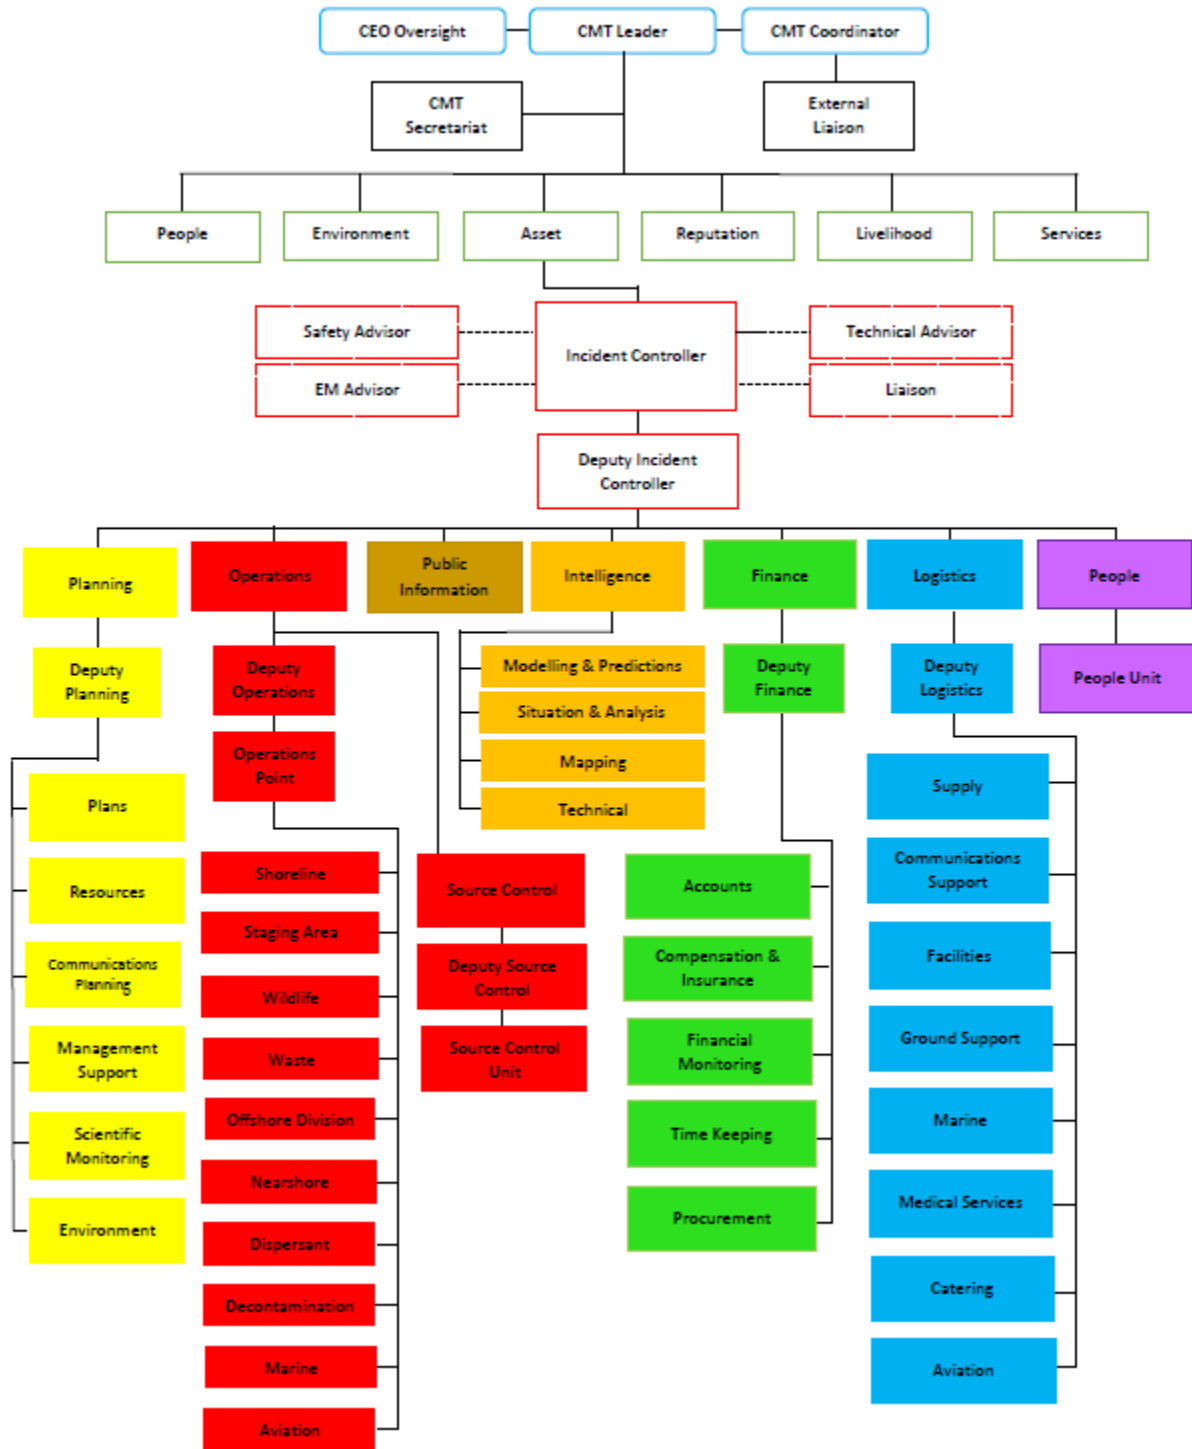 CEO Oversight
CMT Leader
CMT Coordinator
CMT
Secretariat
External
Liaison
People
Environment
Asset
Reputation
Livelihood
Services
Safety Advisor
Technical Advisor
Incident Controller
EM Advisor
Liaison
Deputy Incident
Controller
Planning
Operations
Public
Information
Intelligence
Finance
Logistics
People
Deputy
Planning
Deputy
Operations
Modelling & Predictions
Situation & Analysis
Mapping
Technical
Deputy
Finance
Deputy
Logistics
People Unit
Operations
Point
Plans
Resources
Communications
Planning
Management
Support
Scientific
Monitoring
Environment
Shoreline
Staging Area
Wildlife
Waste
Offshore Division
Nearshore
Dispersant
Decontamination
Marine
Aviation
Source Control
Deputy Source
Control
Source Control
Unit
Accounts
Compensation &
Insurance
Financial
Monitoring
Time Keeping
Procurement
Supply
Communications
Support
Facilities
Ground Support
Marine
Medical Services
Catering
Aviation